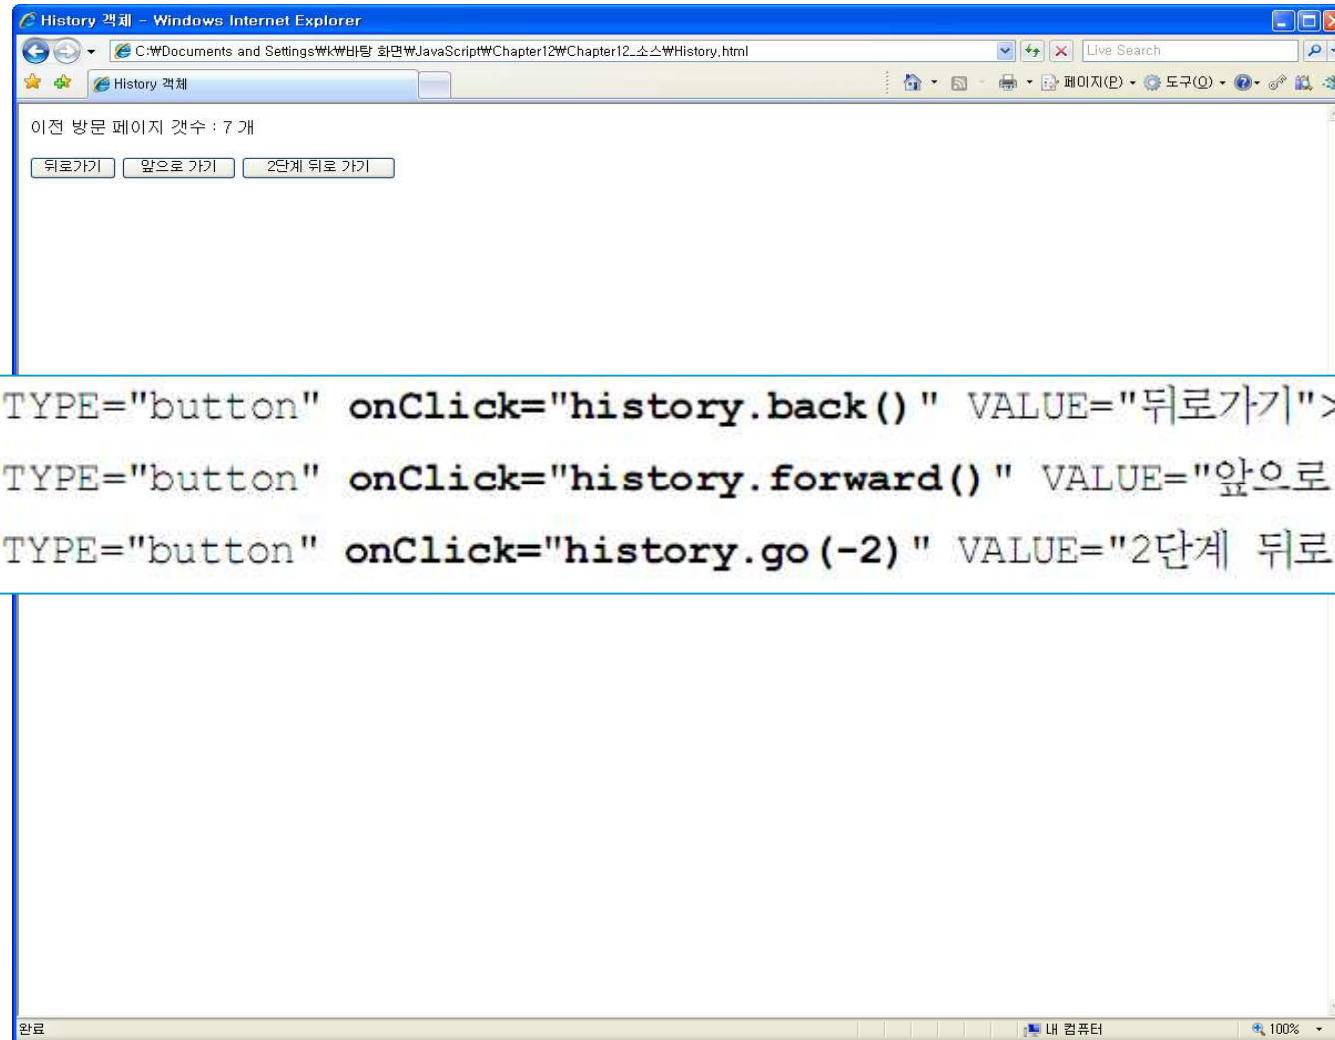 History 객체 - Windows Internet Explorer
C:₩Documents and Settings₩k₩바탕 화면₩JavaScript₩Chapter12₩Chapter12_소스₩History.html
Live Search
History 객체
페이지(P)
도구(O)
이전 방문 페이지 갯수 : 7 개
뒤로가기 앞으로 가기 2단계 뒤로 가기
TYPE="button" onClick="history.back()" VALUE="뒤로가기">
TYPE="button" onClick="history.forward()" VALUE="앞으로
TYPE="button" onClick="history.go(-2)" VALUE="2단계 뒤로
완료
내 컴퓨터
100%